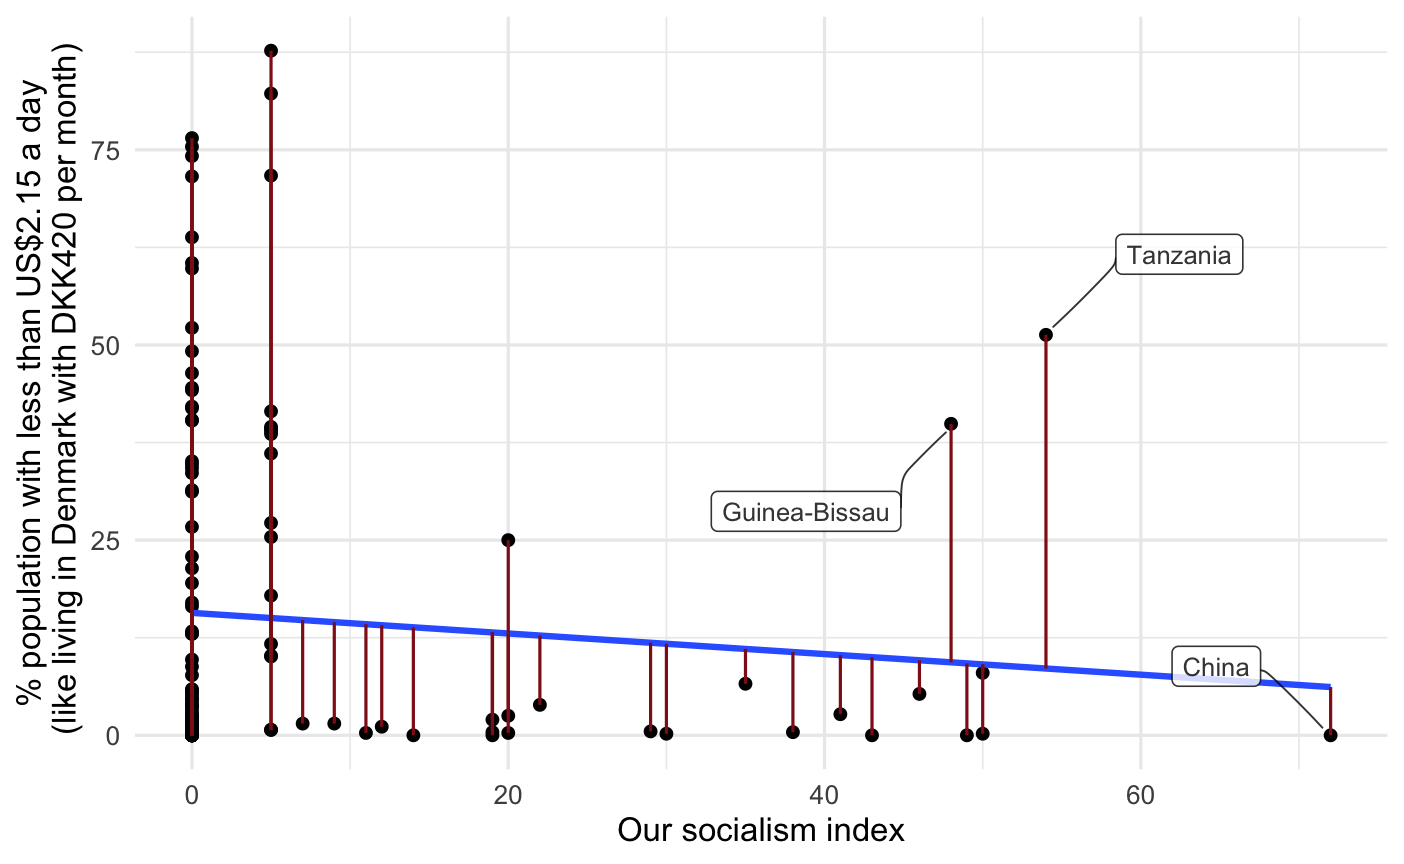 % population with less than US$2.15 a day
(like living in Denmark with DKK420 per month)
75
50
25
0
Tanzania
Guinea-Bissau
China
0
20
40
60
Our socialism index